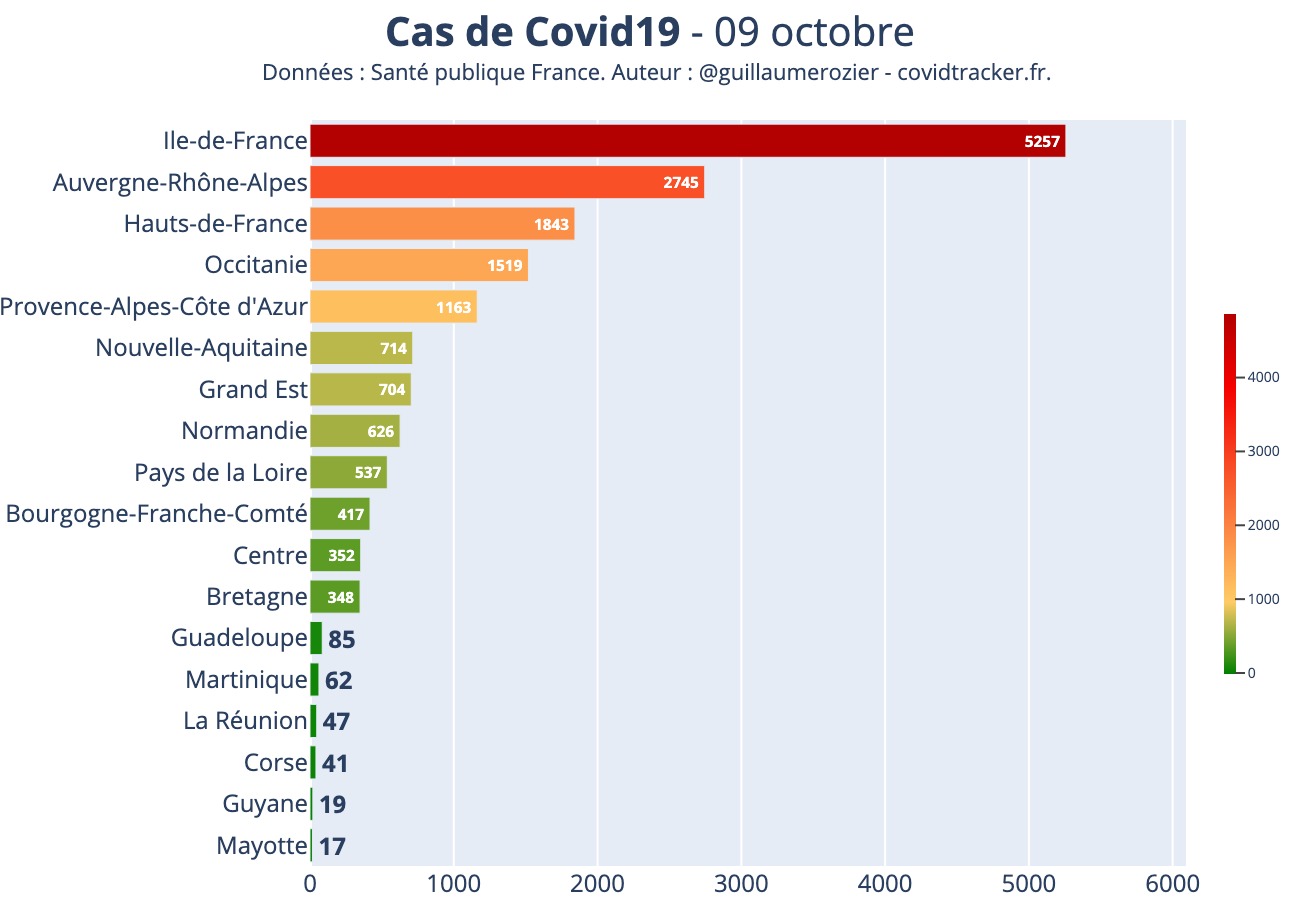 Cas de Covid19 - 09 octobre
Données : Santé publique France. Auteur : @guillaumerozier - covidtracker.fr.
Ile-de-France 5257
Auvergne-Rhône-Alpes 2745
Hauts-de-France 1843
Occitanie 1519
Provence-Alpes-Côte d'Azur 1163
Nouvelle-Aquitaine 714
Grand Est 704
Normandie 626
Pays de la Loire 537
Bourgogne-Franche-Comté 417
Centre 352
Bretagne 348
Guadeloupe 85
Martinique 62
La Réunion 47
Corse 41
Guyane 19
Mayotte 17
0 1000 2000 3000 4000 5000 6000
4000
3000
2000
1000
0